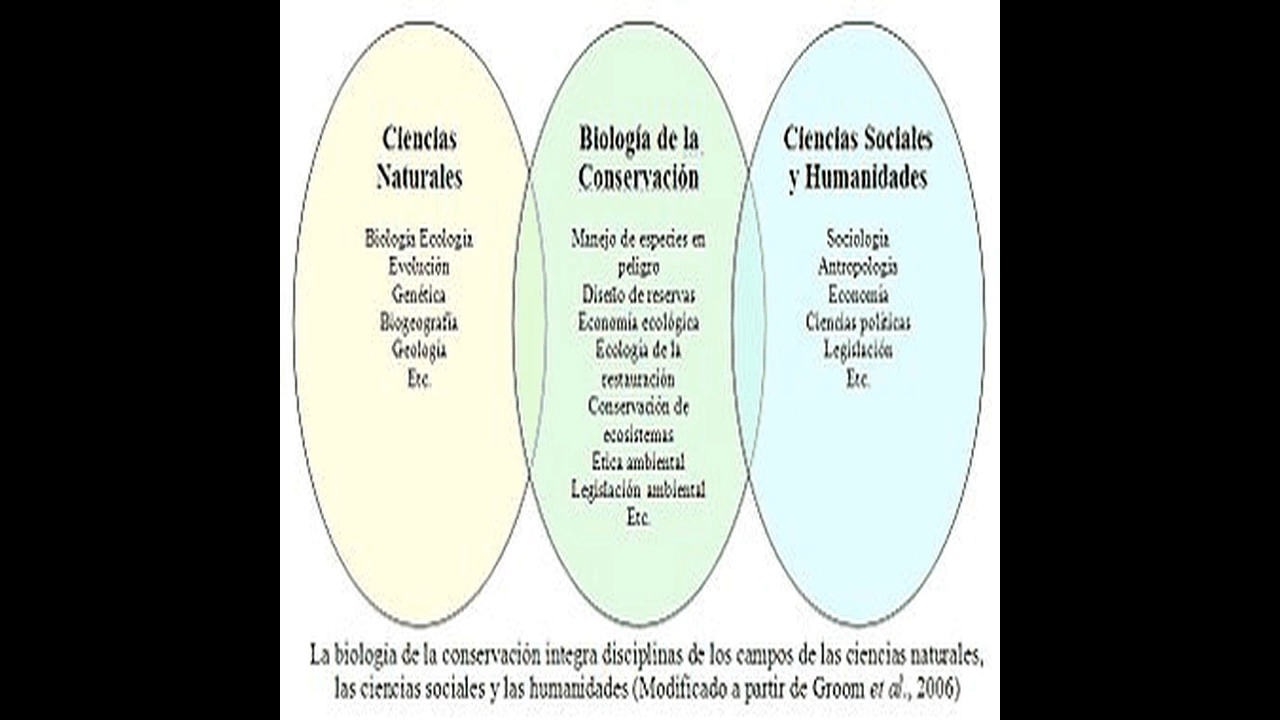 Ciencias
Naturales
Biología Ecología
Evolución
Genética
Biogeografía
Geología
Etc.
Biología de la
Conservación
Manejo de especies en
peligro
Diseño de reservas
Economía ecológica
Ecología de la
restauración
Conservación de
ecosistemas
Etica ambiental
Legislación ambiental
Etc.
Ciencias Sociales
y Humanidades
Sociología
Antropología
Economía
Ciencias políticas
Legislación
Etc.
La biología de la conservación integra disciplinas de los campos de las ciencias naturales,
las ciencias sociales y las humanidades (Modificado a partir de Groom et al., 2006)